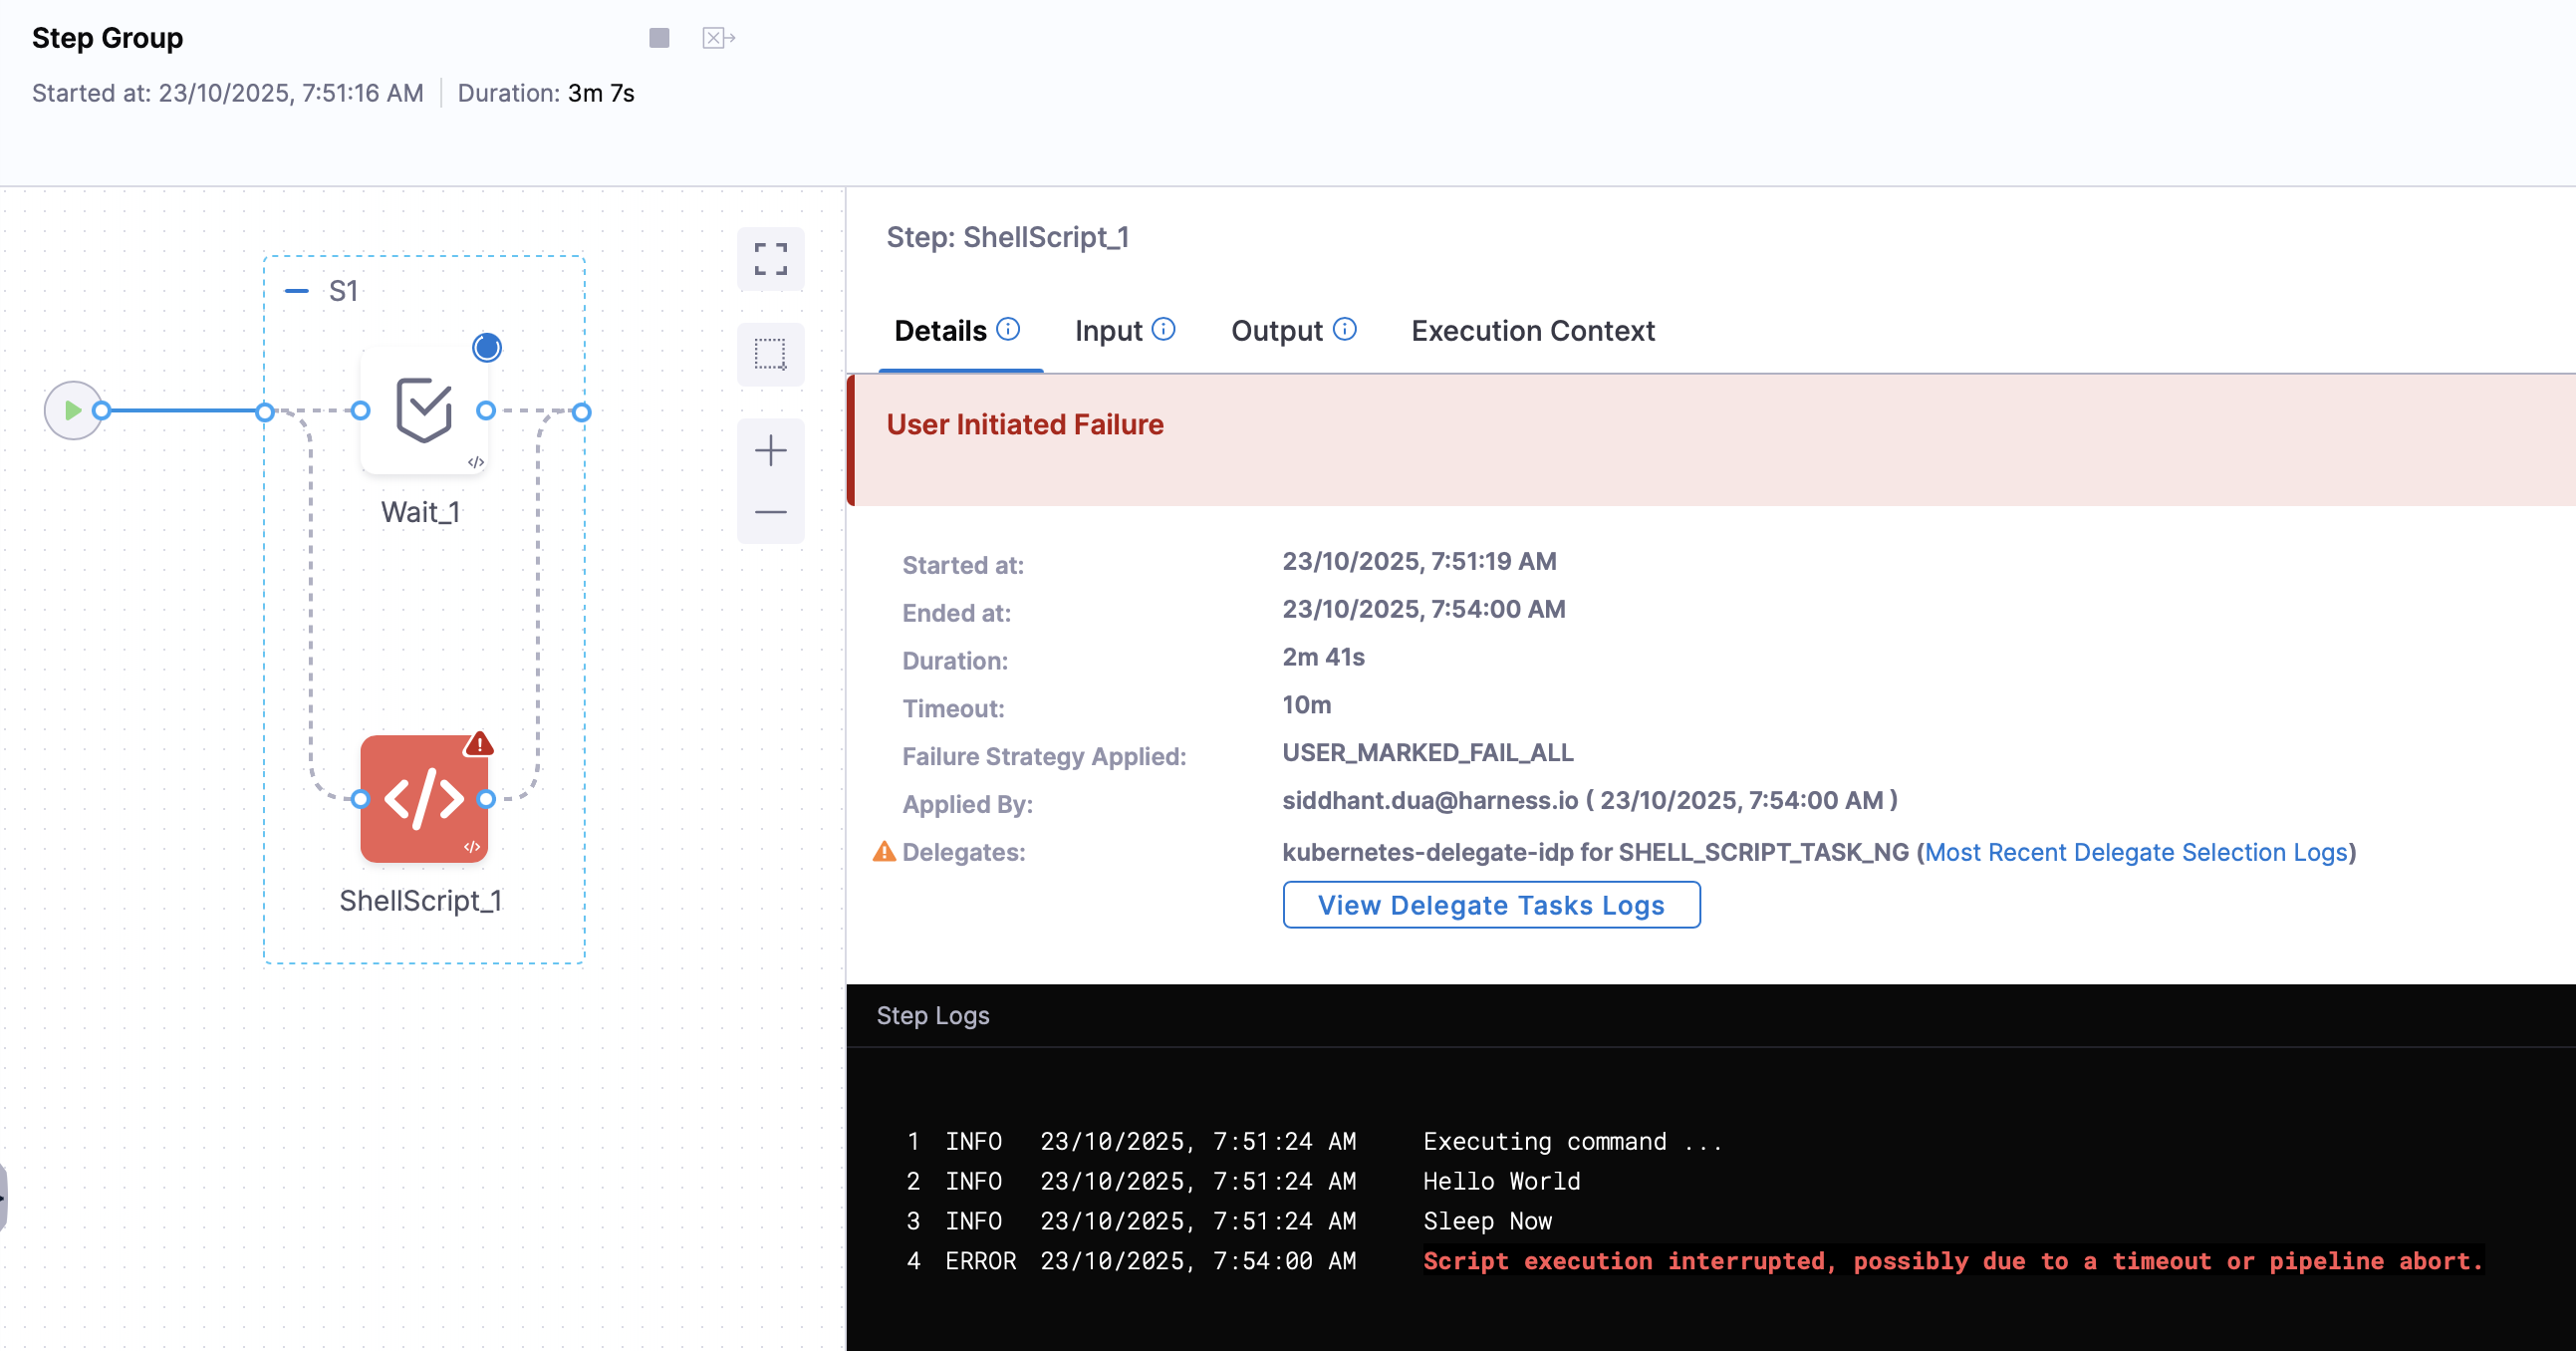 Step Group
Started at: 23/10/2025, 7:51:16 AM Duration: 3m 7s
S1
Wait_1
ShellScript_1
Step: ShellScript_1
Details Input Output Execution Context
User Initiated Failure
Started at: 23/10/2025, 7:51:19 AM
Ended at: 23/10/2025, 7:54:00 AM
Duration: 2m 41s
Timeout: 10m
Failure Strategy Applied: USER_MARKED_FAIL_ALL
Applied By: siddhant.dua@harness.io ( 23/10/2025, 7:54:00 AM )
Delegates: kubernetes-delegate-idp for SHELL_SCRIPT_TASK_NG (Most Recent Delegate Selection Logs)
View Delegate Tasks Logs
Step Logs
1 INFO 23/10/2025, 7:51:24 AM Executing command ...
2 INFO 23/10/2025, 7:51:24 AM Hello World
3 INFO 23/10/2025, 7:51:24 AM Sleep Now
4 ERROR 23/10/2025, 7:54:00 AM Script execution interrupted, possibly due to a timeout or pipeline abort.